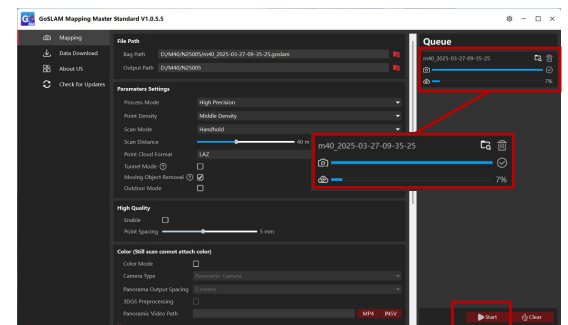 GoSLAM Mapping Master Standard V1.0.5.5
Mapping
Data Download
About US
Check for Updates
File Path
Bag Path D:/M40/N25005/m40_2025-03-27-09-35-25.goslam
Output Path D:/M40/N25005
Parameters Settings
Process Mode High Precision
Point Density Middle Density
Scan Mode Handhold
Scan Distance 40 m
Point Cloud Format LAZ
Tunnel Mode ?
Moving Object Removal ?
Outdoor Mode
High Quality
Enable
Point Spacing 5 mm
Color (Still scan cannot attach color)
Color Mode
Camera Type Panoramic Camera
Panorama Output Spacing 3 meters
3DGS Preprocessing
Panoramic Video Path MP4 INSV
Queue
m40_2025-03-27-09-35-25
7%
m40_2025-03-27-09-35-25
7%
Start Clear